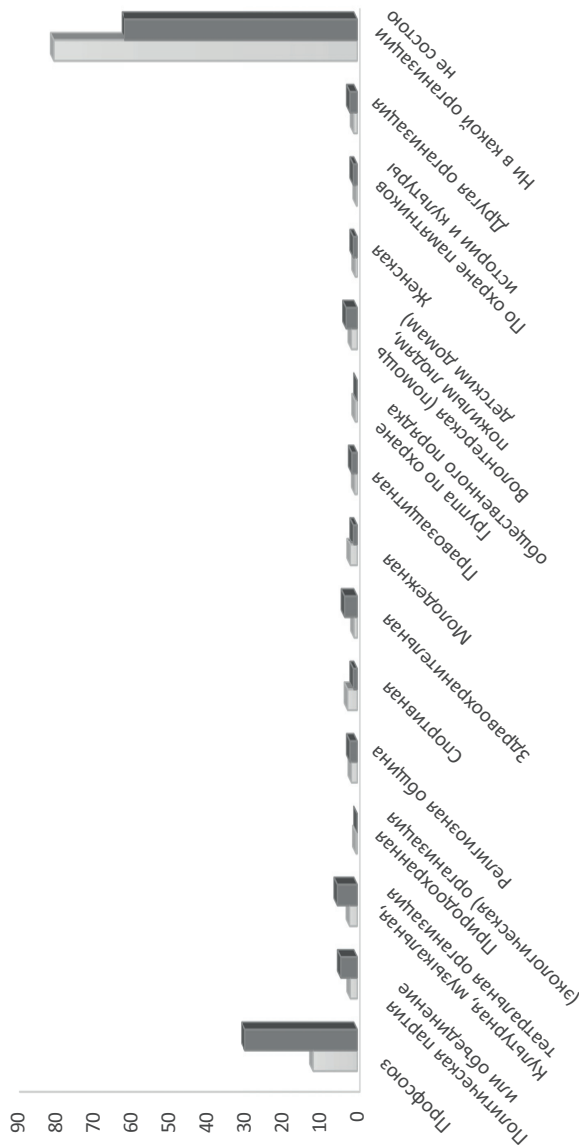 90
80
70
60
50
40
30
20
10
0
Профсоюз
Политическая партия
или объединение
Культурная, музыкальная,
театральная организация
Природоохранная
(экологическая) организация
Религиозная община
Спортивная
Здравоохранительная
Молодежная
Правозащитная
Группа по охране
общественного порядка
Волонтерская (помощь
пожилым людям,
детским домам)
Женская
По охране памятников
истории и культуры
Другая организация
Ни в какой организации
не состою